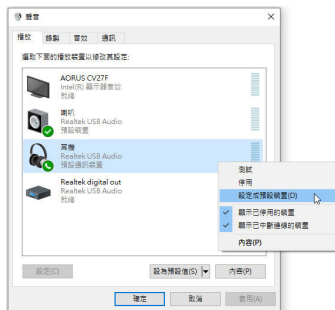 聲音
播放 錄製 音效 通訊
選取下面的播放裝置以修改其設定:
AORUS CV27F
Intel(R) 顯示器音效
就緒
喇叭
Realtek USB Audio
預設裝置
耳機
Realtek USB Audio
預設通訊裝置
Realtek digital out
Realtek USB Audio
就緒
測試
停用
設定成預設裝置(D)
顯示已停用的裝置
顯示已中斷連線的裝置
內容(P)
設定(C) 設為預設值(S) 內容(P)
確定 取消 套用(A)